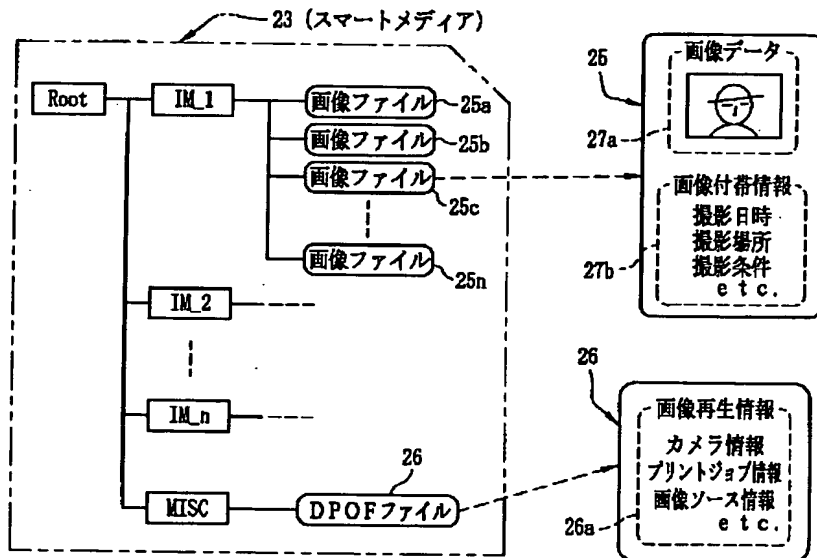 23 (スマートメディア)
Root
IM_1
画像ファイル
25a
画像ファイル
25b
画像ファイル
25c
画像ファイル
25n
IM_2
IM_n
MISC
DPOFファイル
26
25
画像データ
27a
画像付帯情報
撮影日時
撮影場所
撮影条件
etc.
27b
26
画像再生情報
カメラ情報
プリントジョブ情報
画像ソース情報
etc.
26a